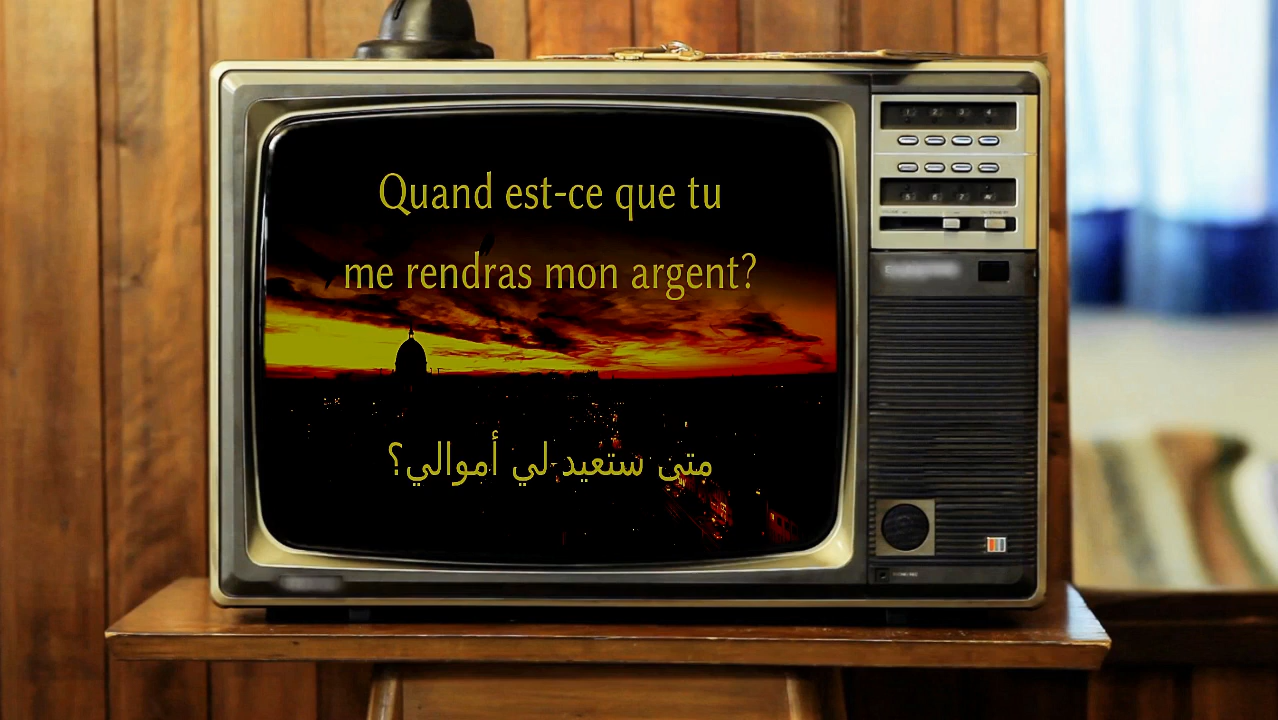 Quand est-ce que tu
me rendras mon argent?
متى ستعيد لي أموالي؟